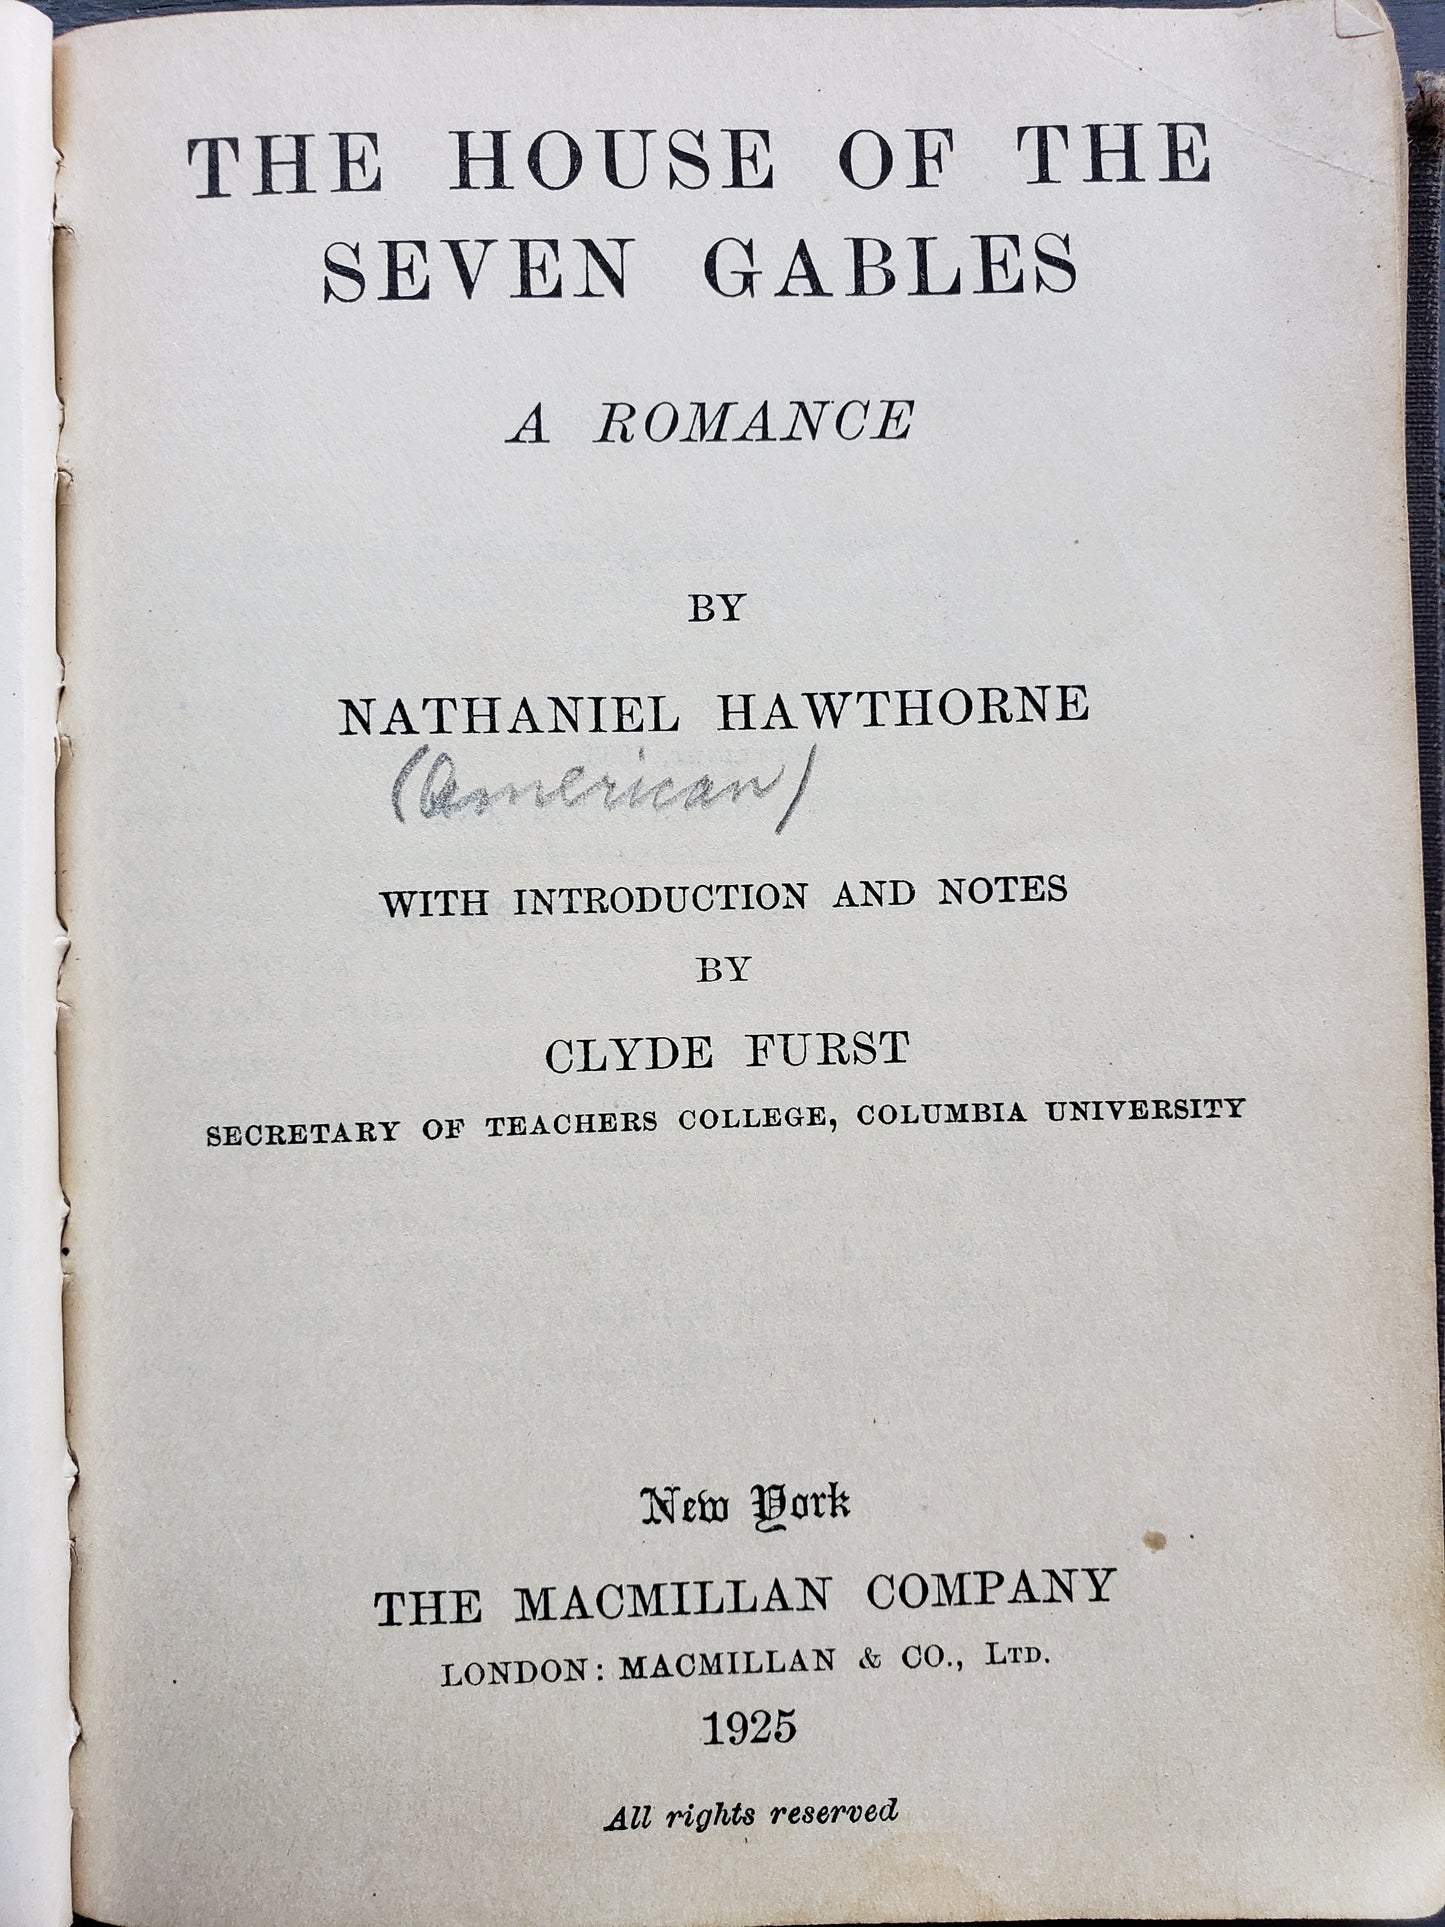 THE HOUSE OF THE
SEVEN GABLES
A ROMANCE
BY
NATHANIEL HAWTHORNE
(American)
WITH INTRODUCTION AND NOTES
BY
CLYDE FURST
SECRETARY OF TEACHERS COLLEGE, COLUMBIA UNIVERSITY
New York
THE MACMILLAN COMPANY
LONDON: MACMILLAN & CO., LTD.
1925
All rights reserved